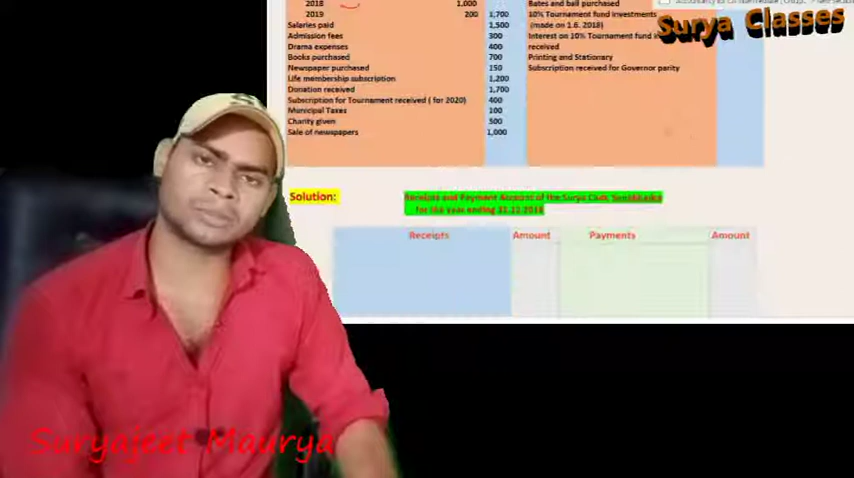 2018 1,000
2019 200 1,700
Salaries paid 1,500
Admission fees 300
Drama expenses 400
Books purchased 700
Newspaper purchased 150
Life membership subscription 1,200
Donation received 1,700
Subscription for Tournament received ( for 2020) 400
Municipal Taxes 100
Charity given 500
Sale of newspapers 1,000
Bates and ball purchased
10% Tournament fund investments
(made on 1.6. 2018)
Interest on 10% Tournament fund
received
Printing and Stationary
Subscription received for Governor parity
Surya Classes
Solution:
Receipts and Payment Account of the Surya Club,
for the year ending 31.12.2018
Receipts Amount Payments Amount
Suryajeet Maurya